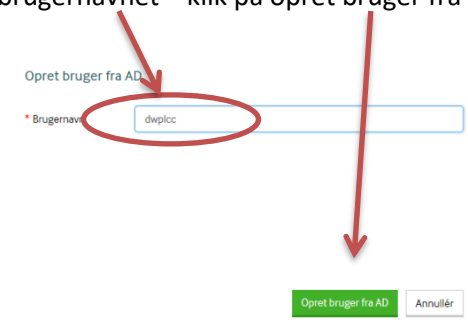 brugernavnet – klik på opret bruger fra
Opret bruger fra AD
* Brugernavn
dwplcc
Opret bruger fra AD Annullér